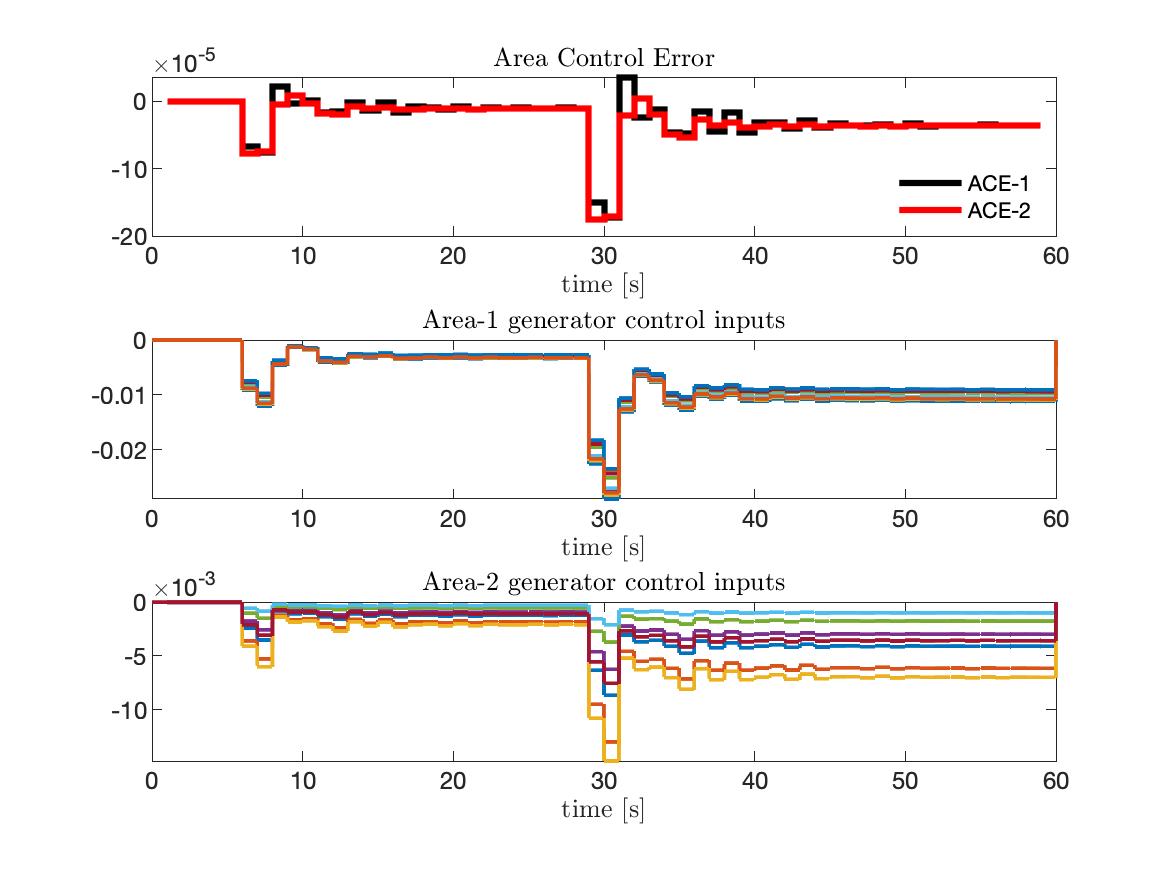 Area Control Error
×10-5
0
-10
-20
ACE-1
ACE-2
0 10 20 30 40 50 60
time [s]
Area-1 generator control inputs
0
-0.01
-0.02
0 10 20 30 40 50 60
time [s]
Area-2 generator control inputs
×10-3
0
-5
-10
0 10 20 30 40 50 60
time [s]